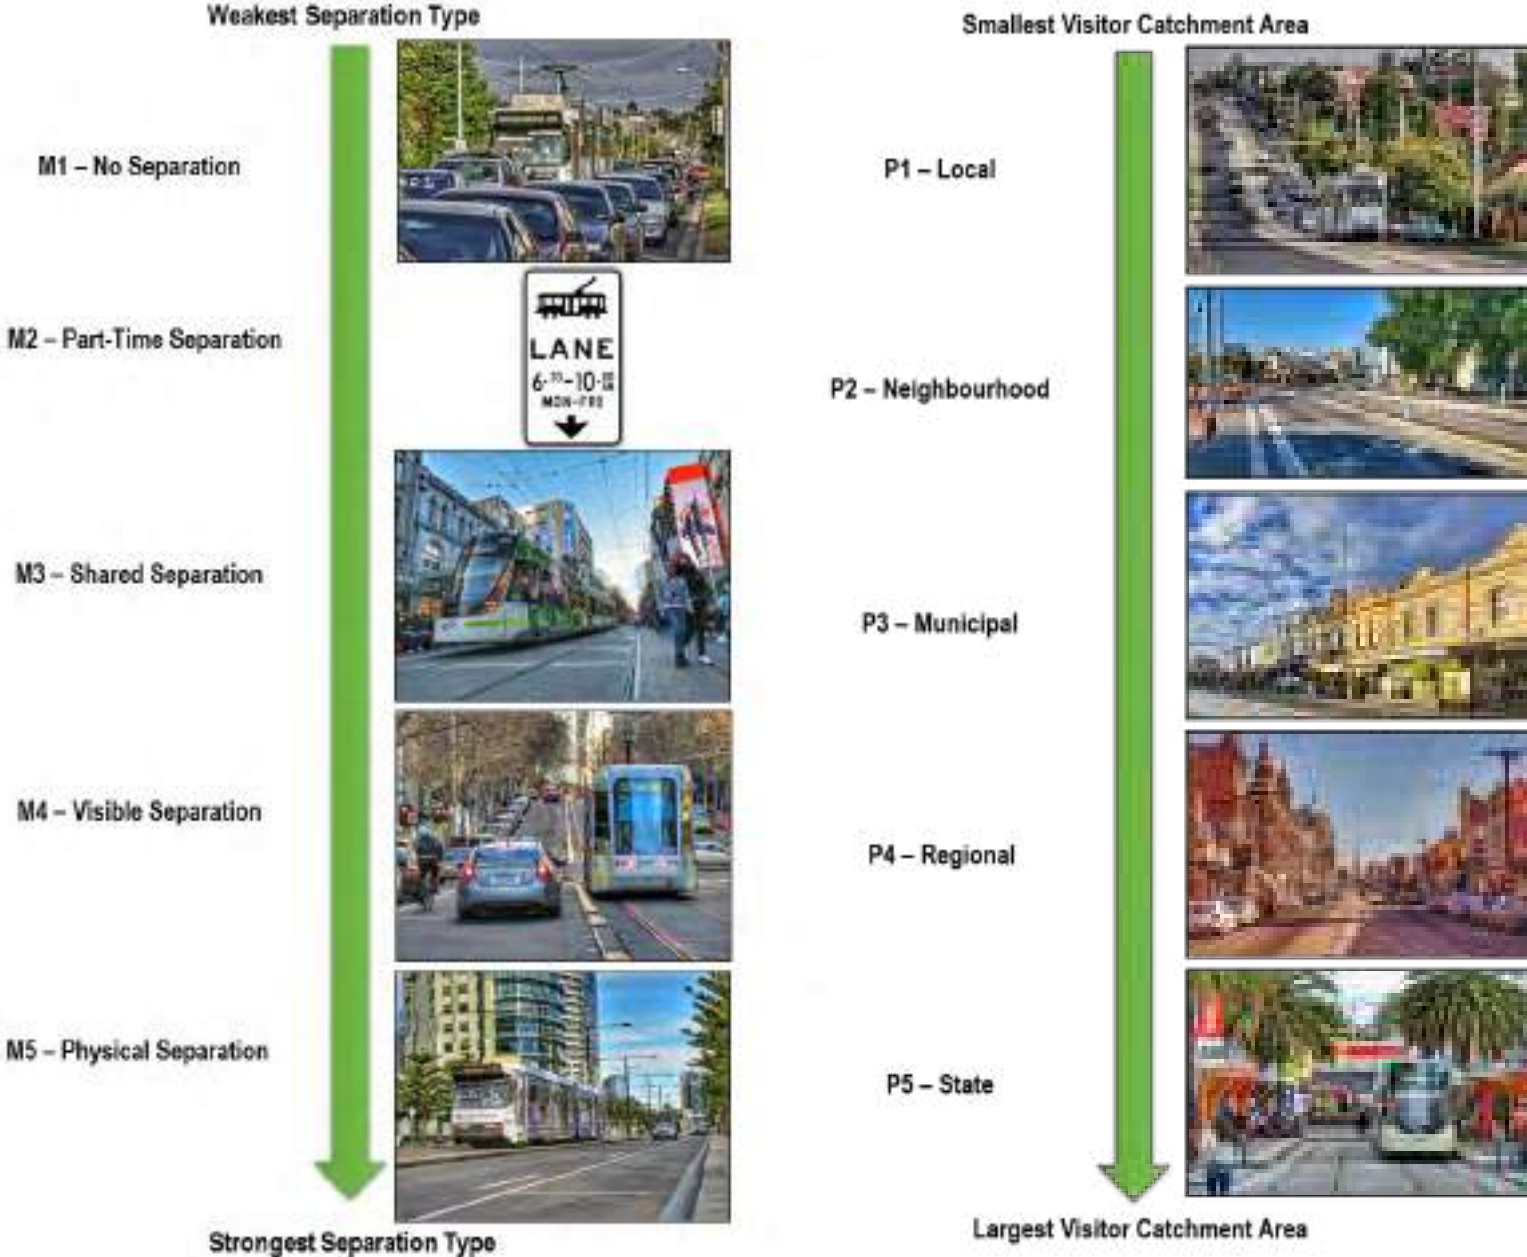 Weakest Separation Type
M1 – No Separation
M2 – Part-Time Separation
LANE
MON-FRI
M3 – Shared Separation
M4 – Visible Separation
M5 – Physical Separation
Strongest Separation Type
Smallest Visitor Catchment Area
P1 – Local
P2 – Neighbourhood
P3 – Municipal
P4 – Regional
P5 – State
Largest Visitor Catchment Area